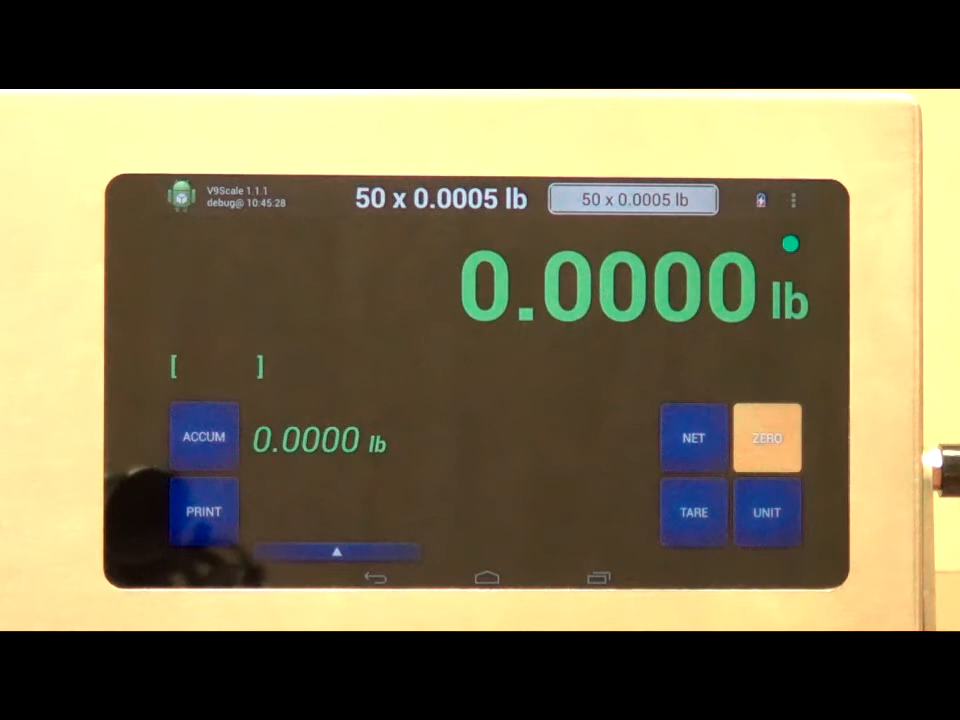 V9Scale 1.1.1
debug@ 10:45:28
50 x 0.0005 lb
50 x 0.0005 lb
0.0000 lb
[ ]
ACCUM
0.0000 lb
NET
ZERO
PRINT
TARE
UNIT